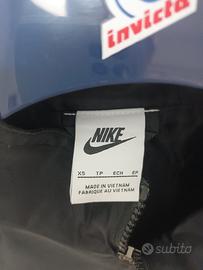 invicta
NIKE
XS TP ECH EP
MADE IN VIETNAM
FABRIQUÉ AU VIETNAM
subito